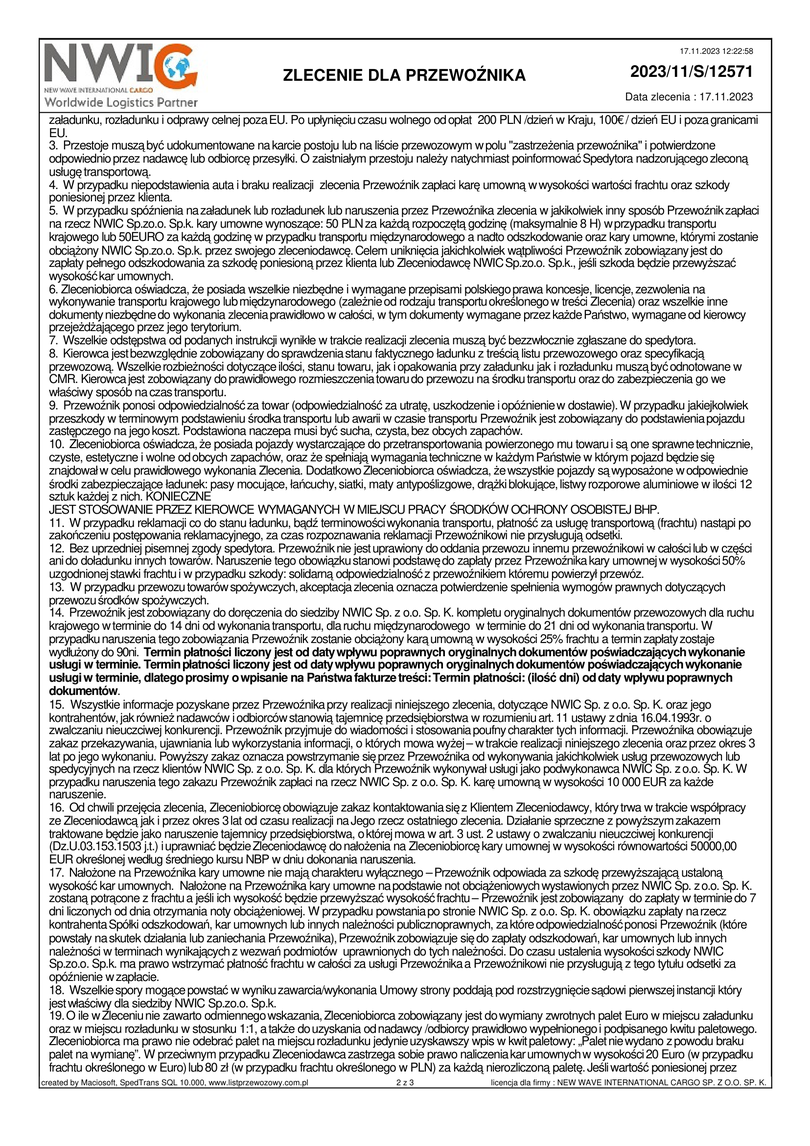 NWIC
NEW WAVE INTERNATIONAL CARGO
Worldwide Logistics Partner
ZLECENIE DLA PRZEWOŹNIKA
17.11.2023 12:22:58
2023/11/S/12571
Data zlecenia : 17.11.2023
załadunku, rozładunku i odprawy celnej poza EU. Po upłynięciu czasu wolnego od opłat 200 PLN /dzień w Kraju, 100€/ dzień EU i poza granicami
EU.
3. Przestoje muszą być udokumentowane na karcie postoju lub na liście przewozowym w polu "zastrzeżenia przewoźnika" i potwierdzone
odpowiednio przez nadawcę lub odbiorcę przesyłki. O zaistniałym przestoju należy natychmiast poinformować Spedytora nadzorującego zleconą
usługę transportową.
4. W przypadku niepodstawienia auta i braku realizacji zlecenia Przewoźnik zapłaci karę umowną w wysokości wartości frachtu oraz szkody
poniesionej przez klienta.
5. W przypadku spóźnienia na załadunek lub rozładunek lub naruszenia przez Przewoźnika zlecenia w jakikolwiek inny sposób Przewoźnik zapłaci
na rzecz NWIC Sp.zo.o. Sp.k. kary umowne wynoszące: 50 PLN za każdą rozpoczętą godzinę (maksymalnie 8 H) w przypadku transportu
krajowego lub 50EURO za każdą godzinę w przypadku transportu międzynarodowego a nadto odszkodowanie oraz kary umowne, którymi zostanie
obciążony NWIC Sp.zo.o. Sp.k. przez swojego zleceniodawcę. Celem uniknięcia jakichkolwiek wątpliwości Przewoźnik zobowiązany jest do
zapłaty pełnego odszkodowania za szkodę poniesioną przez klienta lub Zleceniodawcę NWIC Sp.zo.o. Sp.k., jeśli szkoda będzie przewyższać
wysokość kar umownych.
6. Zleceniobiorca oświadcza, że posiada wszelkie niezbędne i wymagane przepisami polskiego prawa koncesje, licencje, zezwolenia na
wykonywanie transportu krajowego lub międzynarodowego (zależnie od rodzaju transportu określonego w treści Zlecenia) oraz wszelkie inne
dokumenty niezbędne do wykonania zlecenia prawidłowo w całości, w tym dokumenty wymagane przez każde Państwo, wymagane od kierowcy
przejeżdżającego przez jego terytorium.
7. Wszelkie odstępstwa od podanych instrukcji wynikłe w trakcie realizacji zlecenia muszą być bezzwłocznie zgłaszane do spedytora.
8. Kierowca jest bezwzględnie zobowiązany do sprawdzenia stanu faktycznego ładunku z treścią listu przewozowego oraz specyfikacją
przewozową. Wszelkie rozbieżności dotyczące ilości, stanu towaru, jak i opakowania przy załadunku jak i rozładunku muszą być odnotowane w
CMR. Kierowca jest zobowiązany do prawidłowego rozmieszczenia towaru do przewozu na środku transportu oraz do zabezpieczenia go we
właściwy sposób na czas transportu.
9. Przewoźnik ponosi odpowiedzialność za towar (odpowiedzialność za utratę, uszkodzenie i opóźnienie w dostawie). W przypadku jakiejkolwiek
przeszkody w terminowym podstawieniu środka transportu lub awarii w czasie transportu Przewoźnik jest zobowiązany do podstawienia pojazdu
zastępczego na jego koszt. Podstawiona naczepa musi być sucha, czysta, bez obcych zapachów.
10. Zleceniobiorca oświadcza, że posiada pojazdy wystarczające do przetransportowania powierzonego mu towaru i są one sprawne technicznie,
czyste, estetyczne i wolne od obcych zapachów, oraz że spełniają wymagania techniczne w każdym Państwie w którym pojazd będzie się
znajdował w celu prawidłowego wykonania Zlecenia. Dodatkowo Zleceniobiorca oświadcza, że wszystkie pojazdy są wyposażone w odpowiednie
środki zabezpieczające ładunek: pasy mocujące, łańcuchy, siatki, maty antypoślizgowe, drążki blokujące, listwy rozporowe aluminiowe w ilości 12
sztuk każdej z nich. KONIECZNE
JEST STOSOWANIE PRZEZ KIEROWCE WYMAGANYCH W MIEJSCU PRACY ŚRODKÓW OCHRONY OSOBISTEJ BHP.
11. W przypadku reklamacji co do stanu ładunku, bądź terminowości wykonania transportu, płatność za usługę transportową (frachtu) nastąpi po
zakończeniu postępowania reklamacyjnego, za czas rozpoznawania reklamacji Przewoźnikowi nie przysługują odsetki.
12. Bez uprzedniej pisemnej zgody spedytora. Przewoźnik nie jest uprawiony do oddania przewozu innemu przewoźnikowi w całości lub w części
ani do doładunku innych towarów. Naruszenie tego obowiązku stanowi podstawę do zapłaty przez Przewoźnika kary umownej w wysokości 50%
uzgodnionej stawki frachtu i w przypadku szkody: solidarną odpowiedzialność z przewoźnikiem któremu powierzył przewóz.
13. W przypadku przewozu towarów spożywczych, akceptacja zlecenia oznacza potwierdzenie spełnienia wymogów prawnych dotyczących
przewozu środków spożywczych.
14. Przewoźnik jest zobowiązany do doręczenia do siedziby NWIC Sp. z o.o. Sp. K. kompletu oryginalnych dokumentów przewozowych dla ruchu
krajowego w terminie do 14 dni od wykonania transportu, dla ruchu międzynarodowego w terminie do 21 dni od wykonania transportu. W
przypadku naruszenia tego zobowiązania Przewoźnik zostanie obciążony karą umowną w wysokości 25% frachtu a termin zapłaty zostaje
wydłużony do 90ni. Termin płatności liczony jest od daty wpływu poprawnych oryginalnych dokumentów poświadczających wykonanie
usługi w terminie. Termin płatności liczony jest od daty wpływu poprawnych oryginalnych dokumentów poświadczających wykonanie
usługi w terminie, dlatego prosimy o wpisanie na Państwa fakturze treści: Termin płatności: (ilość dni) od daty wpływu poprawnych
dokumentów.
15. Wszystkie informacje pozyskane przez Przewoźnika przy realizacji niniejszego zlecenia, dotyczące NWIC Sp. z o.o. Sp. K. oraz jego
kontrahentów, jak również nadawców i odbiorców stanowią tajemnicę przedsiębiorstwa w rozumieniu art. 11 ustawy z dnia 16.04.1993r. o
zwalczaniu nieuczciwej konkurencji. Przewoźnik przyjmuje do wiadomości i stosowania poufny charakter tych informacji. Przewoźnika obowiązuje
zakaz przekazywania, ujawniania lub wykorzystania informacji, o których mowa wyżej – w trakcie realizacji niniejszego zlecenia oraz przez okres 3
lat po jego wykonaniu. Powyższy zakaz oznacza powstrzymanie się przez Przewoźnika od wykonywania jakichkolwiek usług przewozowych lub
spedycyjnych na rzecz klientów NWIC Sp. z o.o. Sp. K. dla których Przewoźnik wykonywał usługi jako podwykonawca NWIC Sp. z o.o. Sp. K. W
przypadku naruszenia tego zakazu Przewoźnik zapłaci na rzecz NWIC Sp. z o.o. Sp. K. karę umowną w wysokości 10 000 EUR za każde
naruszenie.
16. Od chwili przejęcia zlecenia, Zleceniobiorcę obowiązuje zakaz kontaktowania się z Klientem Zleceniodawcy, który trwa w trakcie współpracy
ze Zleceniodawcą jak i przez okres 3 lat od czasu realizacji na Jego rzecz ostatniego zlecenia. Działanie sprzeczne z powyższym zakazem
traktowane będzie jako naruszenie tajemnicy przedsiębiorstwa, o której mowa w art. 3 ust. 2 ustawy o zwalczaniu nieuczciwej konkurencji
(Dz.U.03.153.1503 j.t.) i uprawniać będzie Zleceniodawcę do nałożenia na Zleceniobiorcę kary umownej w wysokości równowartości 50000,00
EUR określonej według średniego kursu NBP w dniu dokonania naruszenia.
17. Nałożone na Przewoźnika kary umowne nie mają charakteru wyłącznego – Przewoźnik odpowiada za szkodę przewyższającą ustaloną
wysokość kar umownych. Nałożone na Przewoźnika kary umowne na podstawie not obciążeniowych wystawionych przez NWIC Sp. z o.o. Sp. K.
zostaną potrącone z frachtu a jeśli ich wysokość będzie przewyższać wysokość frachtu – Przewoźnik jest zobowiązany do zapłaty w terminie do 7
dni liczonych od dnia otrzymania noty obciążeniowej. W przypadku powstania po stronie NWIC Sp. z o.o. Sp. K. obowiązku zapłaty na rzecz
kontrahenta Spółki odszkodowań, kar umownych lub innych należności publicznoprawnych, za które odpowiedzialność ponosi Przewoźnik (które
powstały na skutek działania lub zaniechania Przewoźnika), Przewoźnik zobowiązuje się do zapłaty odszkodowań, kar umownych lub innych
należności w terminach wynikających z wezwań podmiotów uprawnionych do tych należności. Do czasu ustalenia wysokości szkody NWIC
Sp.zo.o. Sp.k. ma prawo wstrzymać płatność frachtu w całości za usługi Przewoźnika a Przewoźnikowi nie przysługują z tego tytułu odsetki za
opóźnienie w zapłacie.
18. Wszelkie spory mogące powstać w wyniku zawarcia/wykonania Umowy strony poddają pod rozstrzygnięcie sądowi pierwszej instancji który
jest właściwy dla siedziby NWIC Sp.zo.o. Sp.k.
19. O ile w Zleceniu nie zawarto odmiennego wskazania, Zleceniobiorca zobowiązany jest do wymiany zwrotnych palet Euro w miejscu załadunku
oraz w miejscu rozładunku w stosunku 1:1, a także do uzyskania od nadawcy /odbiorcy prawidłowo wypełnionego i podpisanego kwitu paletowego.
Zleceniobiorca ma prawo nie odebrać palet na miejscu rozładunku jedynie uzyskawszy wpis w kwit paletowy: „Palet nie wydano z powodu braku
palet na wymianę”. W przeciwnym przypadku Zleceniodawca zastrzega sobie prawo naliczenia kar umownych w wysokości 20 Euro (w przypadku
frachtu określonego w Euro) lub 80 zł (w przypadku frachtu określonego w PLN) za każdą nierozliczoną paletę. Jeśli wartość poniesionej przez
created by Maciosoft, SpedTrans SQL 10.000, www.listprzewozowy.com.pl
2 z 3
licencja dla firmy : NEW WAVE INTERNATIONAL CARGO SP. Z O.O. SP. K.